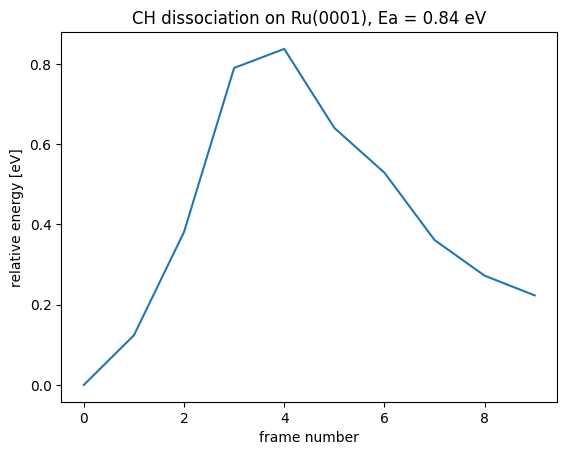 CH dissociation on Ru(0001), Ea = 0.84 eV
relative energy [eV]
0.8
0.6
0.4
0.2
0.0
0 2 4 6 8
frame number